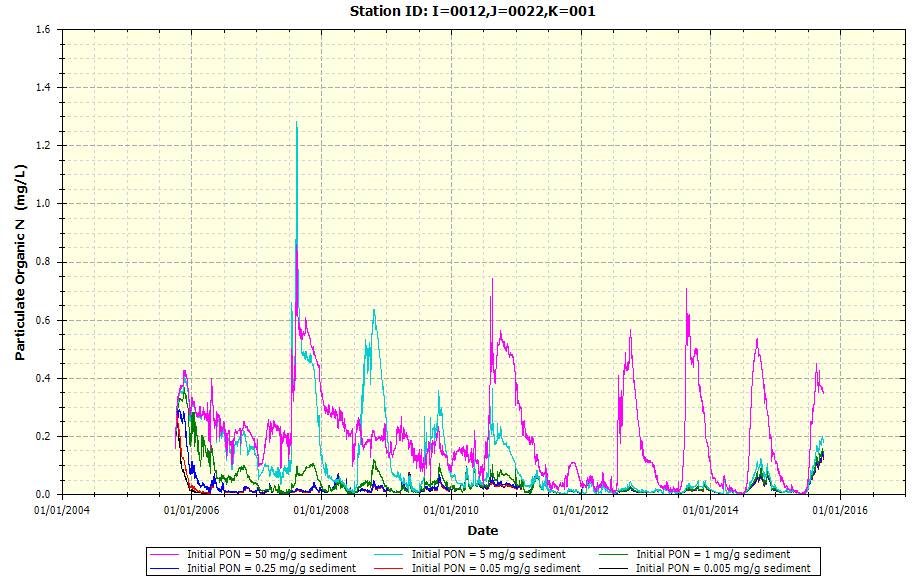 Station ID: I=0012,J=0022,K=001
Particulate Organic N (mg/L)
1.6
1.4
1.2
1.0
0.8
0.6
0.4
0.2
0.0
01/01/2004
01/01/2006
01/01/2008
01/01/2010
01/01/2012
01/01/2014
01/01/2016
Date
Initial PON = 50 mg/g sediment
Initial PON = 5 mg/g sediment
Initial PON = 1 mg/g sediment
Initial PON = 0.25 mg/g sediment
Initial PON = 0.05 mg/g sediment
Initial PON = 0.005 mg/g sediment